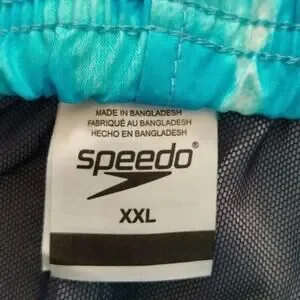 MADE IN BANGLADESH
FABRIQUÉ AU BANGLADESH
HECHO EN BANGLADESH
speedo®
XXL